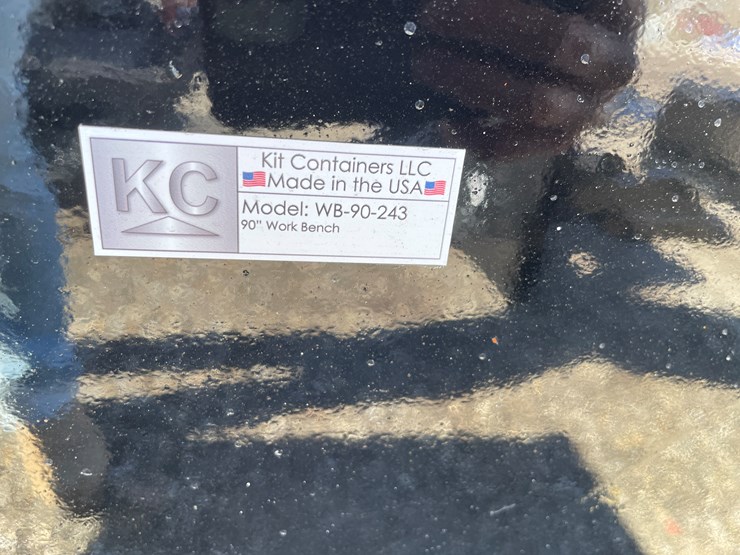 KC
Kit Containers LLC
Made in the USA
Model: WB-90-243
90" Work Bench